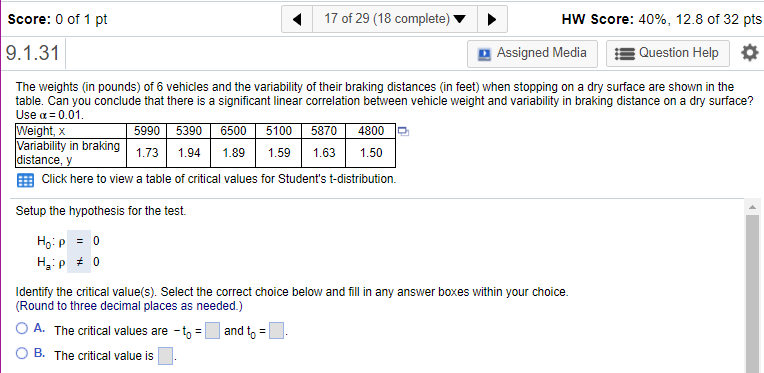 Score: 0 of 1 pt
17 of 29 (18 complete)
HW Score: 40%, 12.8 of 32 pts
9.1.31
Assigned Media
Question Help
The weights (in pounds) of 6 vehicles and the variability of their braking distances (in feet) when stopping on a dry surface are shown in the
table. Can you conclude that there is a significant linear correlation between vehicle weight and variability in braking distance on a dry surface?
Use α = 0.01.
Weight, x 5990 5390 6500 5100 5870 4800
Variability in braking
distance, y 1.73 1.94 1.89 1.59 1.63 1.50
Click here to view a table of critical values for Student's t-distribution.
Setup the hypothesis for the test.
H₀: ρ = 0
Hₐ: ρ ≠ 0
Identify the critical value(s). Select the correct choice below and fill in any answer boxes within your choice.
(Round to three decimal places as needed.)
A. The critical values are − t₀ = and t₀ = .
B. The critical value is .